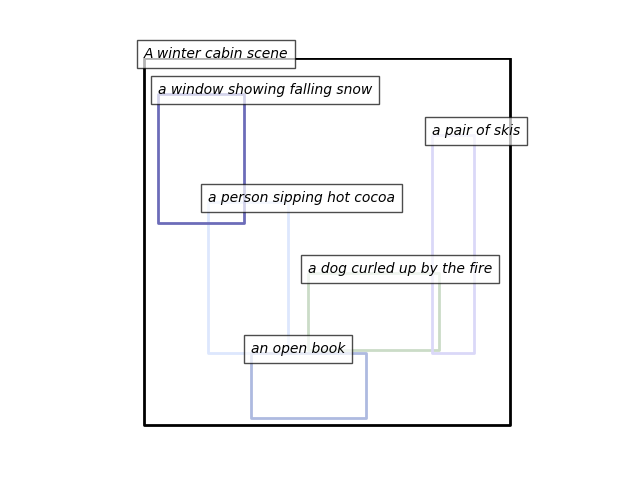 A winter cabin scene
a window showing falling snow
a pair of skis
a person sipping hot cocoa
a dog curled up by the fire
an open book